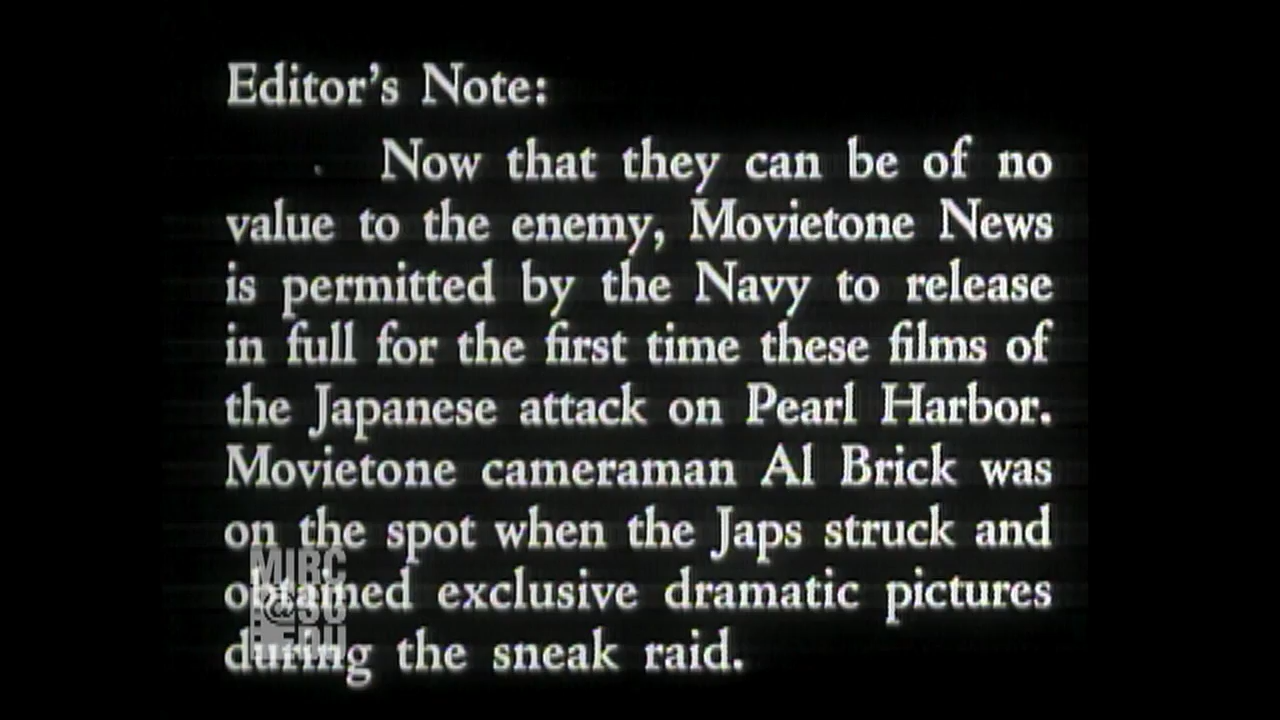 Editor's Note:
Now that they can be of no
value to the enemy, Movietone News
is permitted by the Navy to release
in full for the first time these films of
the Japanese attack on Pearl Harbor.
Movietone cameraman Al Brick was
on the spot when the Japs struck and
obtained exclusive dramatic pictures
during the sneak raid.
MIRC
@SC
.EDU